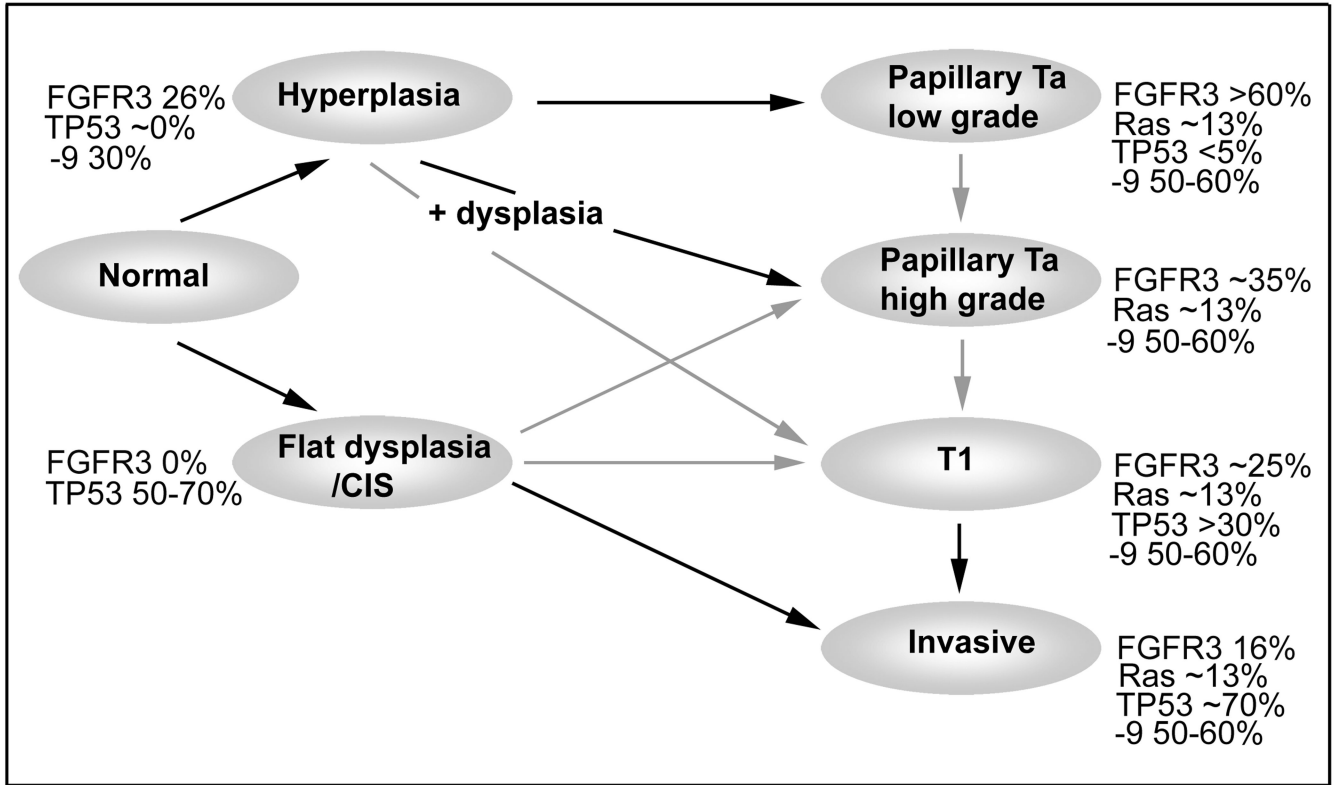 FGFR3 26%
TP53 ~0%
-9 30%
Hyperplasia
Papillary Ta
low grade
FGFR3 >60%
Ras ~13%
TP53 <5%
-9 50-60%
+ dysplasia
Normal
Papillary Ta
high grade
FGFR3 ~35%
Ras ~13%
-9 50-60%
FGFR3 0%
TP53 50-70%
Flat dysplasia
/CIS
T1
FGFR3 ~25%
Ras ~13%
TP53 >30%
-9 50-60%
Invasive
FGFR3 16%
Ras ~13%
TP53 ~70%
-9 50-60%